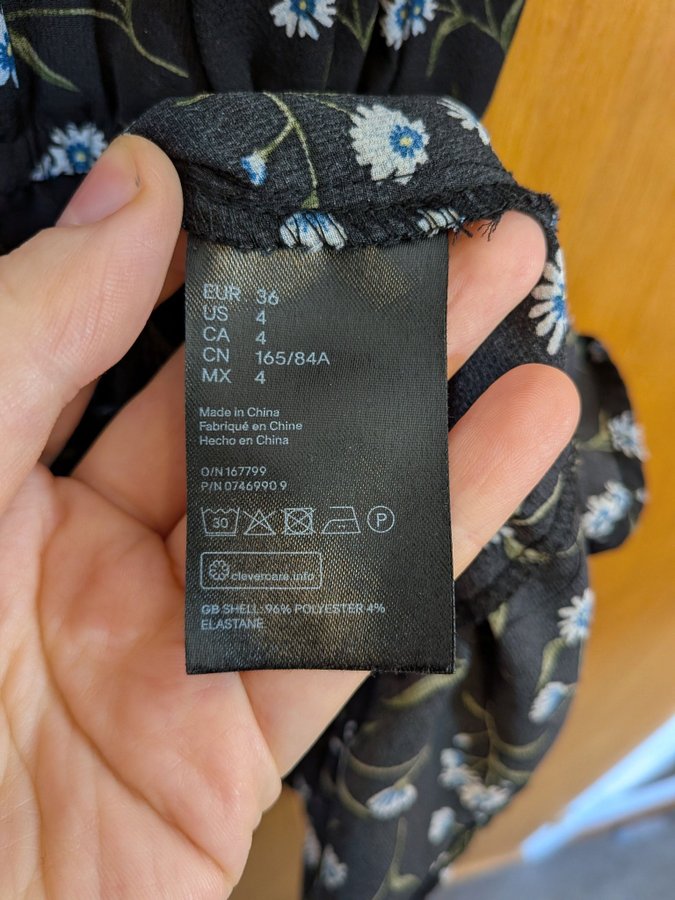 EUR 36
US 4
CA 4
CN 165/84A
MX 4
Made in China
Fabriqué en Chine
Hecho en China
O/N 167799
P/N 0746990 9
30 P
clevercare.info
GB SHELL: 96% POLYESTER 4%
ELASTANE